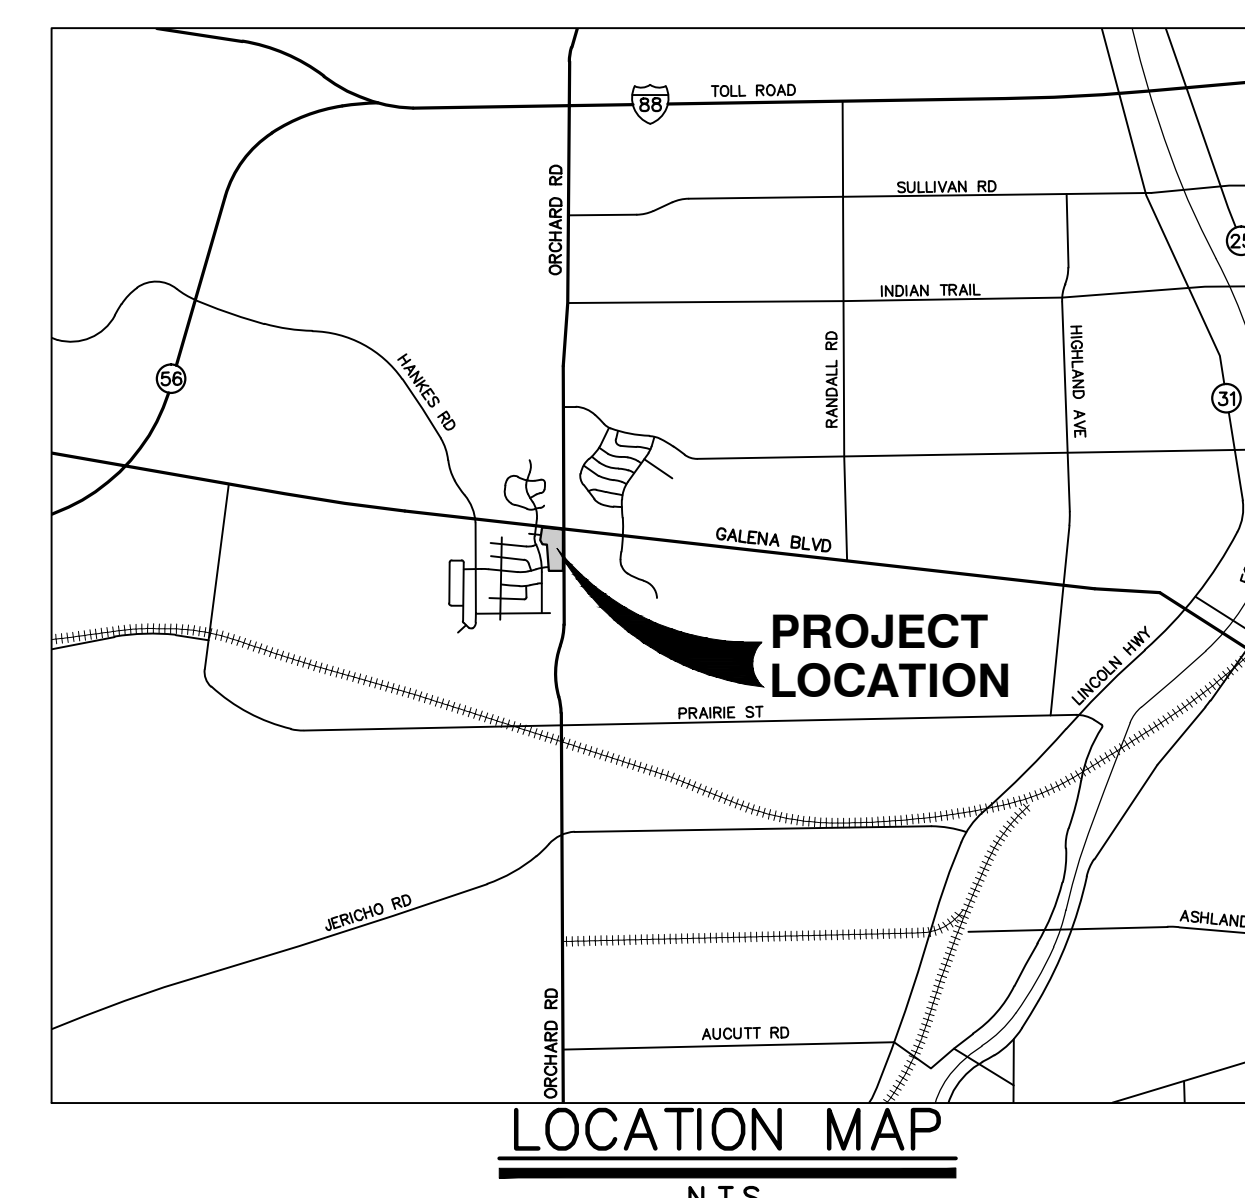 TOLL ROAD
88
ORCHARD RD
SULLIVAN RD
25
INDIAN TRAIL
HANKES RD
RANDALL RD
HIGHLAND AVE
56
31
GALENA BLVD
PROJECT
LOCATION
LINCOLN HWY
PRAIRIE ST
JERICHO RD
ASHLAND
ORCHARD RD
AUCUTT RD
LOCATION MAP
N.T.S.